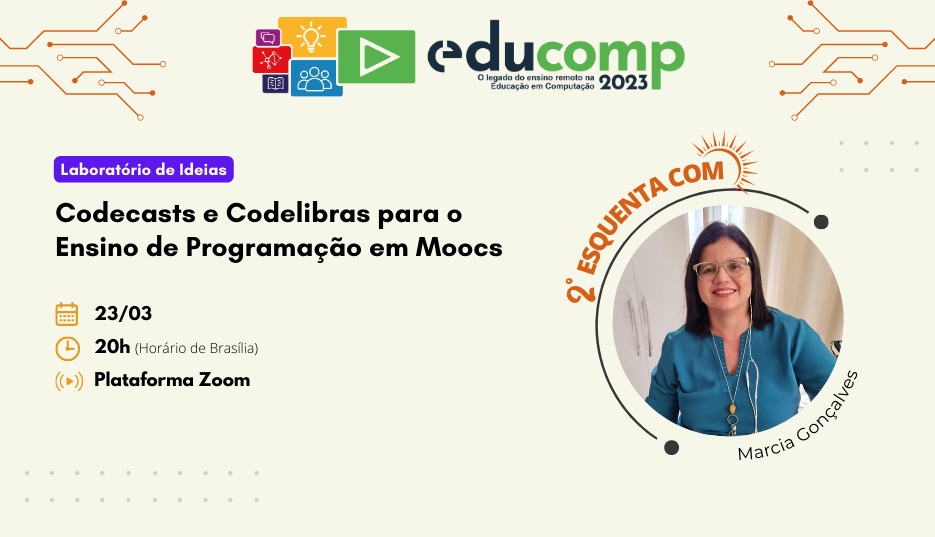 educomp
O legado do ensino remoto na
Educação em Computação 2023
Laboratório de Ideias
Codecasts e Codelibras para o
Ensino de Programação em Moocs
23/03
20h (Horário de Brasília)
Plataforma Zoom
2º ESQUENTA COM
Marcia Gonçalves